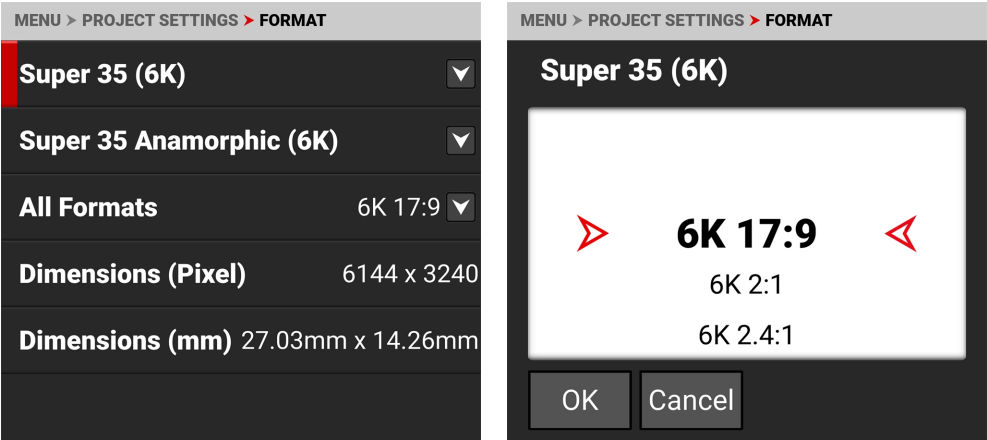 MENU > PROJECT SETTINGS > FORMAT
Super 35 (6K)
Super 35 Anamorphic (6K)
All Formats 6K 17:9
Dimensions (Pixel) 6144 x 3240
Dimensions (mm) 27.03mm x 14.26mm
MENU > PROJECT SETTINGS > FORMAT
Super 35 (6K)
6K 17:9
6K 2:1
6K 2.4:1
OK Cancel